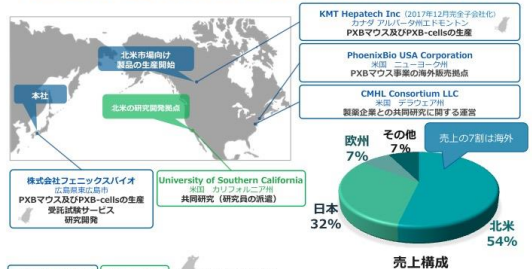 KMT Hepatech Inc（2017年12月完全子会社化）
カナダ アルバータ州エドモントン
PXBマウス及びPXB-cellsの生産
北米市場向け
製品の生産開始
PhoenixBio USA Corporation
米国 ニューヨーク州
PXBマウス事業の海外販売拠点
本社
北米の研究開発拠点
CMHL Consortium LLC
米国 デラウェア州
製薬企業との共同研究に関する運営
株式会社フェニックスバイオ
広島県東広島市
PXBマウス及びPXB-cellsの生産
受託試験サービス
研究開発
University of Southern California
米国 カリフォルニア州
共同研究（研究員の派遣）
売上の7割は海外
欧州
7%
その他
7%
日本
32%
北米
54%
売上構成